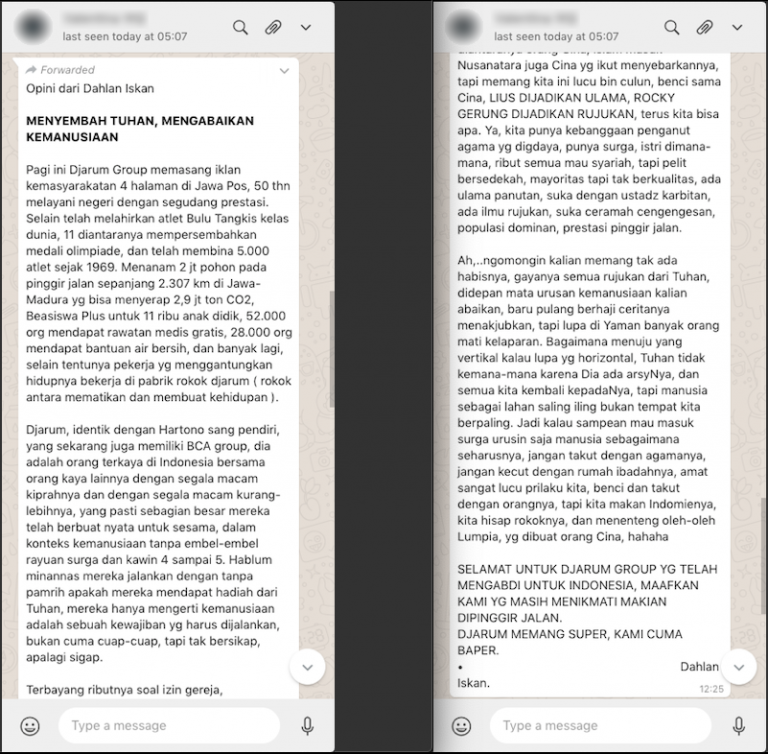 last seen today at 05:07
Forwarded
Opini dari Dahlan Iskan
MENYEMBAH TUHAN, MENGABAIKAN
KEMANUSIAAN
Pagi ini Djarum Group memasang iklan
kemasyarakatan 4 halaman di Jawa Pos, 50 thn
melayani negeri dengan segudang prestasi.
Selain telah melahirkan atlet Bulu Tangkis kelas
dunia, 11 diantaranya mempersembahkan
medali olimpiade, dan telah membina 5.000
atlet sejak 1969. Menanam 2 jt pohon pada
pinggir jalan sepanjang 2.307 km di Jawa-
Madura yg bisa menyerap 2,9 jt ton CO2,
Beasiswa Plus untuk 11 ribu anak didik, 52.000
org mendapat rawatan medis gratis, 28.000 org
mendapat bantuan air bersih, dan banyak lagi,
selain tentunya pekerja yg menggantungkan
hidupnya bekerja di pabrik rokok djarum ( rokok
antara mematikan dan membuat kehidupan ).
Djarum, identik dengan Hartono sang pendiri,
yang sekarang juga memiliki BCA group, dia
adalah orang terkaya di Indonesia bersama
orang kaya lainnya dengan segala macam
kiprahnya dan dengan segala macam kurang-
lebihnya, yang pasti sebagian besar mereka
telah berbuat nyata untuk sesama, dalam
konteks kemanusiaan tanpa embel-embel
rayuan surga dan kawin 4 sampai 5. Hablum
minannas mereka jalankan dengan tanpa
pamrih apakah mereka mendapat hadiah dari
Tuhan, mereka hanya mengerti kemanusiaan
adalah sebuah kewajiban yg harus dijalankan,
bukan cuma cuap-cuap, tapi tak bersikap,
apalagi sigap.
Terbayang ributnya soal izin gereja,
Type a message
last seen today at 05:07
Nusanatara juga Cina yg ikut menyebarkannya,
tapi memang kita ini lucu bin culun, benci sama
Cina, LIUS DIJADIKAN ULAMA, ROCKY
GERUNG DIJADIKAN RUJUKAN, terus kita bisa
apa. Ya, kita punya kebanggaan penganut
agama yg digdaya, punya surga, istri dimana-
mana, ribut semua mau syariah, tapi pelit
bersedekah, mayoritas tapi tak berkualitas, ada
ulama panutan, suka dengan ustadz karbitan,
ada ilmu rujukan, suka ceramah cengengesan,
populasi dominan, prestasi pinggir jalan.
Ah,..ngomongin kalian memang tak ada
habisnya, gayanya semua rujukan dari Tuhan,
didepan mata urusan kemanusiaan kalian
abaikan, baru pulang berhaji ceritanya
menakjubkan, tapi lupa di Yaman banyak orang
mati kelaparan. Bagaimana menuju yang
vertikal kalau lupa yg horizontal, Tuhan tidak
kemana-mana karena Dia ada arsyNya, dan
semua kita kembali kepadaNya, tapi manusia
sebagai lahan saling iling bukan tempat kita
berpaling. Jadi kalau sampean mau masuk
surga urusin saja manusia sebagaimana
seharusnya, jangan takut dengan agamanya,
jangan kecut dengan rumah ibadahnya, amat
sangat lucu prilaku kita, benci dan takut
dengan orangnya, tapi kita makan Indomienya,
kita hisap rokoknya, dan menenteng oleh-oleh
Lumpia, yg dibuat orang Cina, hahaha
SELAMAT UNTUK DJARUM GROUP YG TELAH
MENGABDI UNTUK INDONESIA, MAAFKAN
KAMI YG MASIH MENIKMATI MAKIAN
DIPINGGIR JALAN.
DJARUM MEMANG SUPER, KAMI CUMA
BAPER.
• Dahlan
Iskan.
12:25
Type a message